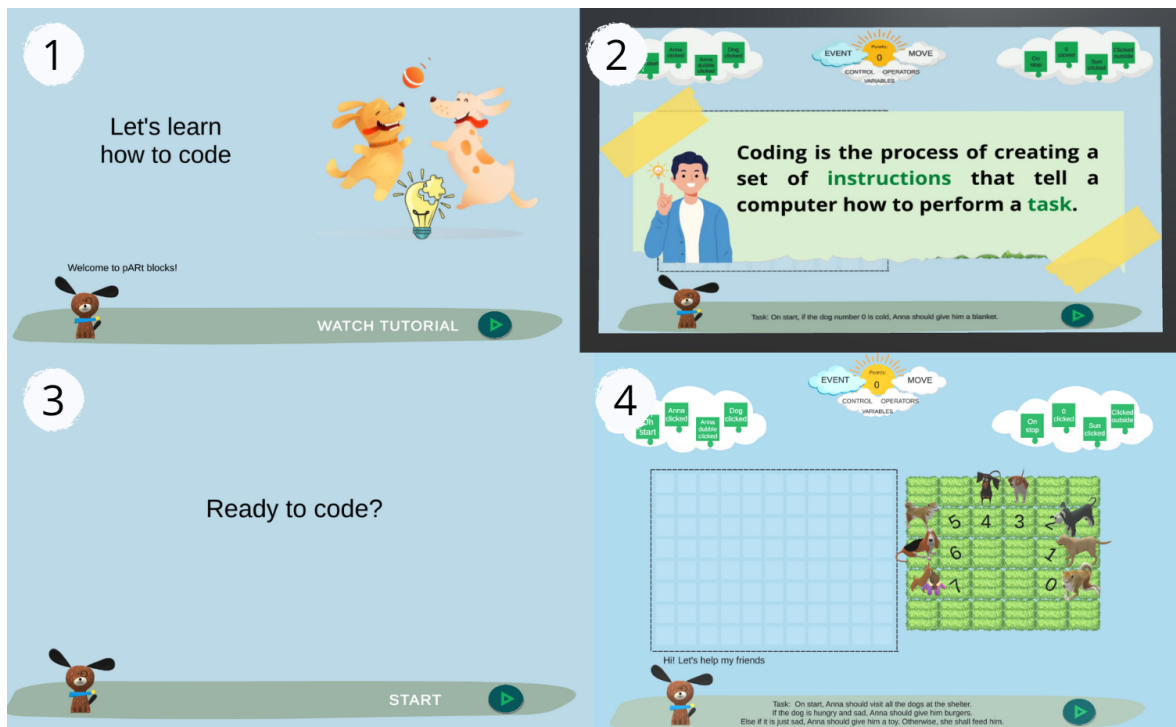 1
Let's learn
how to code
Welcome to pARt blocks!
WATCH TUTORIAL
2
start
Anna
clicked
Anna
dubble
clicked
Dog
clicked
EVENT
Points:
0
MOVE
CONTROL OPERATORS
VARIABLES
On
stop
0
clicked
Sun
clicked
Clicked
outside
Coding is the process of creating a
set of instructions that tell a
computer how to perform a task.
Task: On start, if the dog number 0 is cold, Anna should give him a blanket.
3
Ready to code?
START
4
On
start
Anna
clicked
Anna
dubble
clicked
Dog
clicked
EVENT
Points:
0
MOVE
CONTROL OPERATORS
VARIABLES
On
stop
0
clicked
Sun
clicked
Clicked
outside
5 4 3 2
6 1
7 0
Hi! Let's help my friends
Task: On start, Anna should visit all the dogs at the shelter.
If the dog is hungry and sad, Anna should give him burgers.
Else if it is just sad, Anna should give him a toy. Otherwise, she shall feed him.